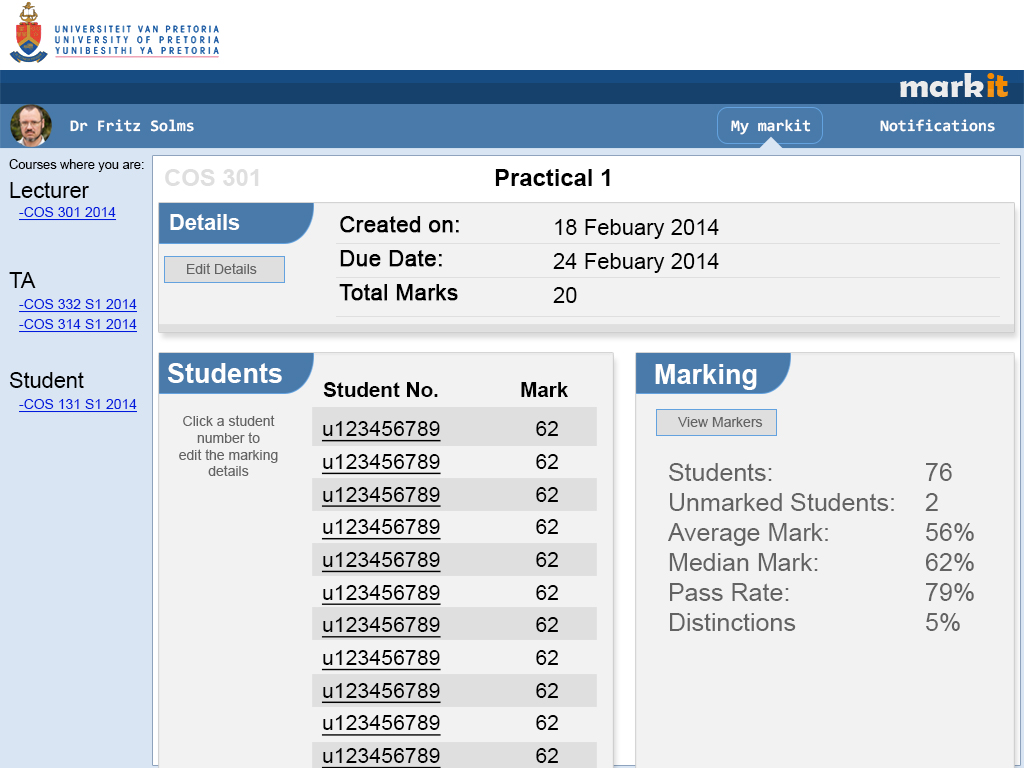 UNIVERSITEIT VAN PRETORIA
UNIVERSITY OF PRETORIA
YUNIBESITHI YA PRETORIA
markit
Dr Fritz Solms
My markit
Notifications
Courses where you are:
Lecturer
-COS 301 2014
TA
-COS 332 S1 2014
-COS 314 S1 2014
Student
-COS 131 S1 2014
COS 301
Practical 1
Details
Edit Details
Created on: 18 Febuary 2014
Due Date: 24 Febuary 2014
Total Marks 20
Students
Click a student
number to
edit the marking
details
Student No. Mark
u123456789 62
u123456789 62
u123456789 62
u123456789 62
u123456789 62
u123456789 62
u123456789 62
u123456789 62
u123456789 62
u123456789 62
u123456789 62
Marking
View Markers
Students: 76
Unmarked Students: 2
Average Mark: 56%
Median Mark: 62%
Pass Rate: 79%
Distinctions 5%